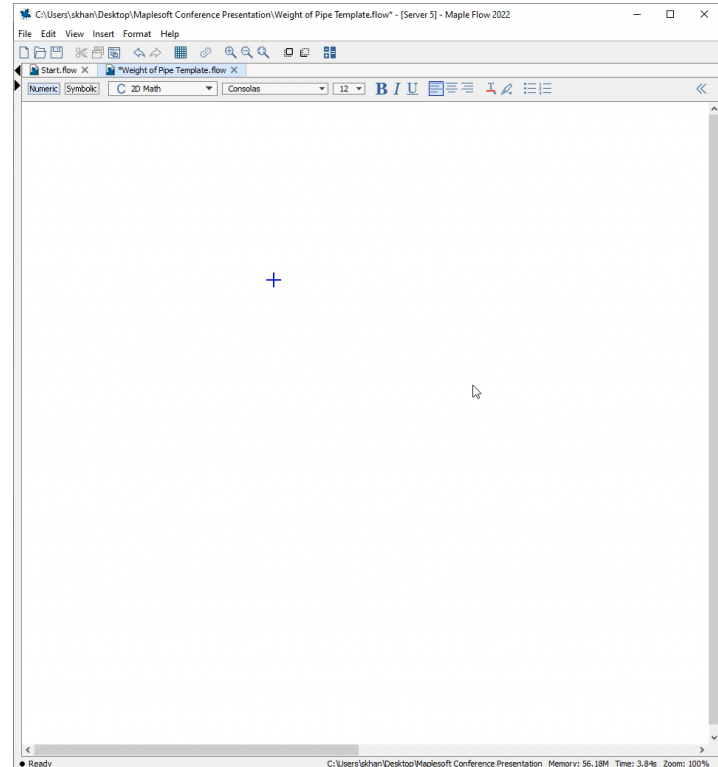 C:\Users\skhan\Desktop\Maplesoft Conference Presentation\Weight of Pipe Template.flow* - [Server 5] - Maple Flow 2022
File Edit View Insert Format Help
Start.flow *Weight of Pipe Template.flow
Numeric Symbolic C 2D Math Consolas 12 B I U
Ready C:\Users\skhan\Desktop\Maplesoft Conference Presentation Memory: 56.18M Time: 3.84s Zoom: 100%